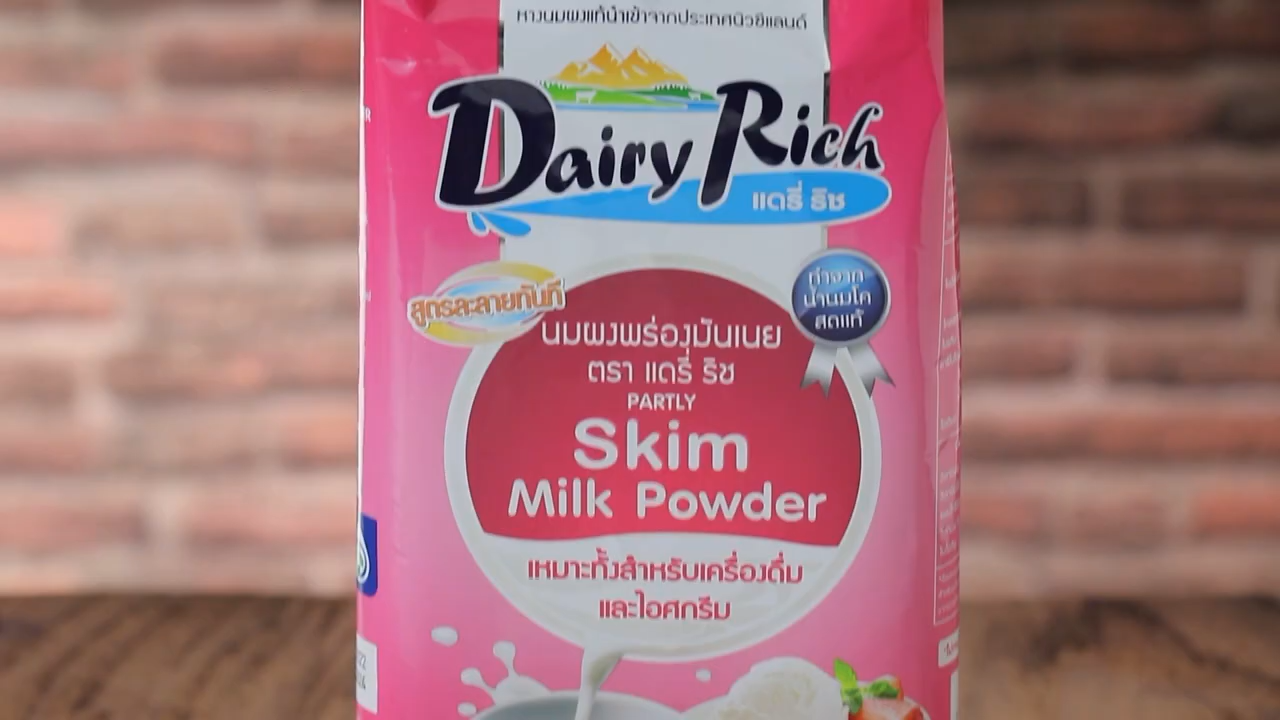 หางนมผงแท้นำเข้าจากประเทศนิวซีแลนด์
Dairy Rich
แดรี่ ริช
สูตรละลายทันที
ทำจาก
น้ำนมโค
สดแท้
นมผงพร่องมันเนย
ตรา แดรี่ ริช
PARTLY
Skim
Milk Powder
เหมาะทั้งสำหรับเครื่องดื่ม
และไอศกรีม